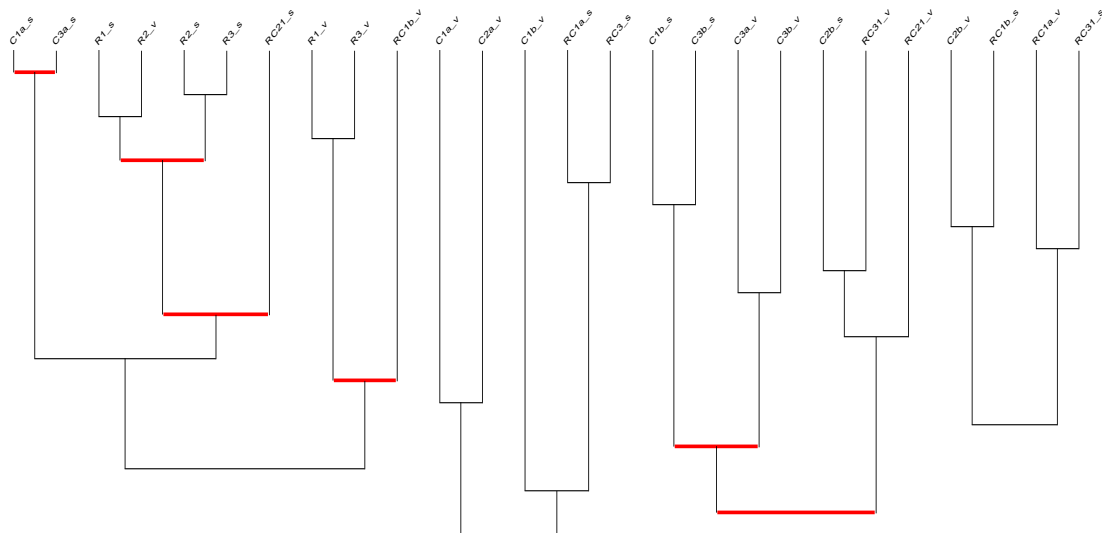 C1a_s
C3a_s
R1_s
R2_v
R2_s
R3_s
RC21_s
R1_v
R3_v
RC1b_v
C1a_v
C2a_v
C1b_v
RC1a_s
RC3_s
C1b_s
C3b_s
C3a_v
C3b_v
C2b_s
RC31_v
RC21_v
C2b_v
RC1b_s
RC1a_v
RC31_s